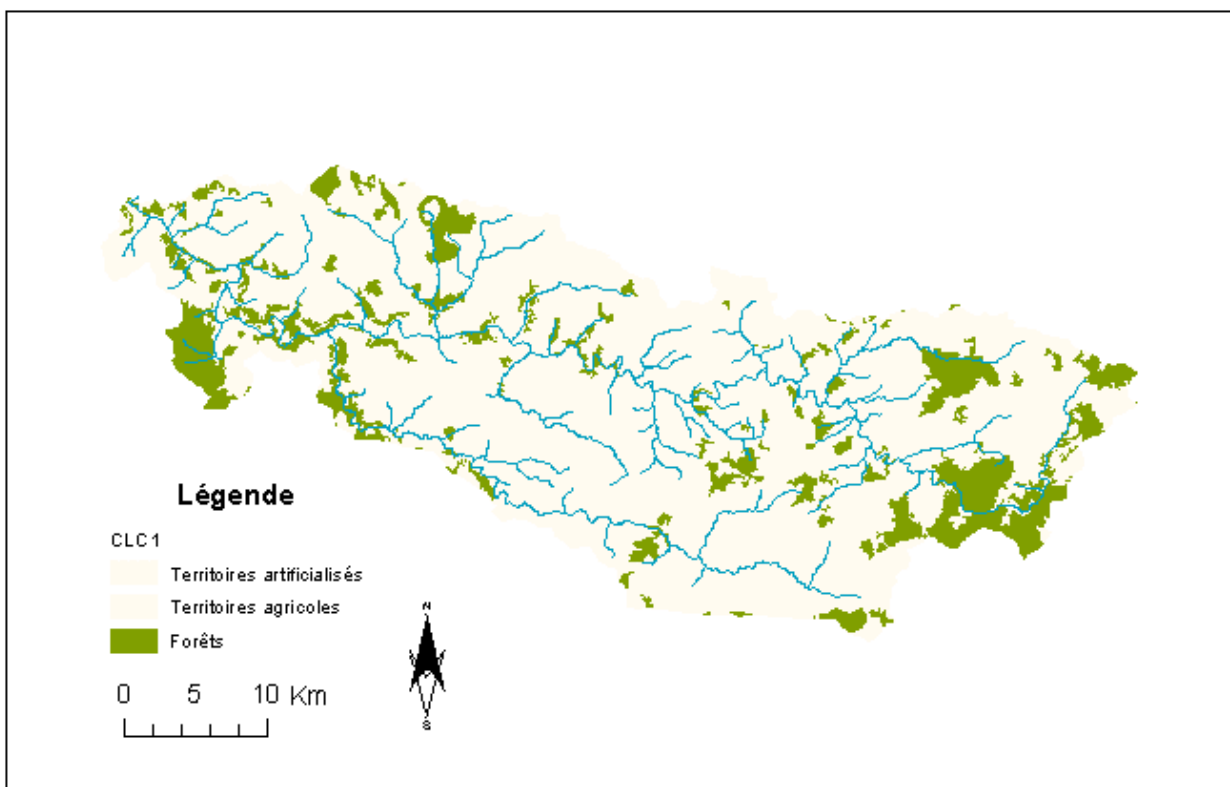 Légende
CLC1
Territoires artificialisés
Territoires agricoles
Forêts
0 5 10 Km
N
S